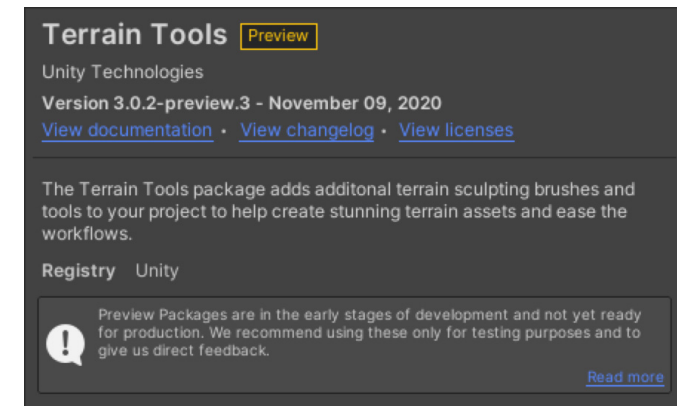 Terrain Tools Preview
Unity Technologies
Version 3.0.2-preview.3 - November 09, 2020
View documentation • View changelog • View licenses
The Terrain Tools package adds additonal terrain sculpting brushes and
tools to your project to help create stunning terrain assets and ease the
workflows.
Registry Unity
Preview Packages are in the early stages of development and not yet ready
for production. We recommend using these only for testing purposes and to
give us direct feedback.
Read more